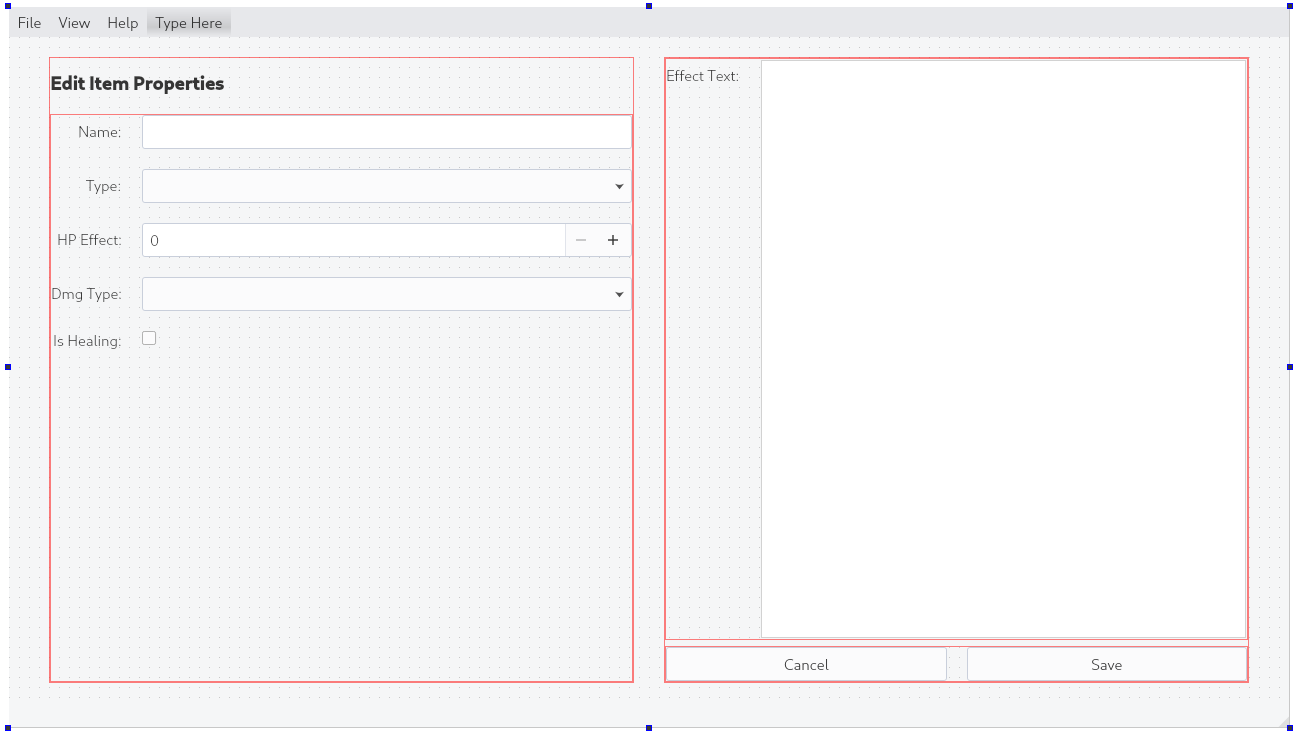 File View Help Type Here
Edit Item Properties
Name:
Type:
HP Effect: 0
Dmg Type:
Is Healing:
Effect Text:
Cancel Save